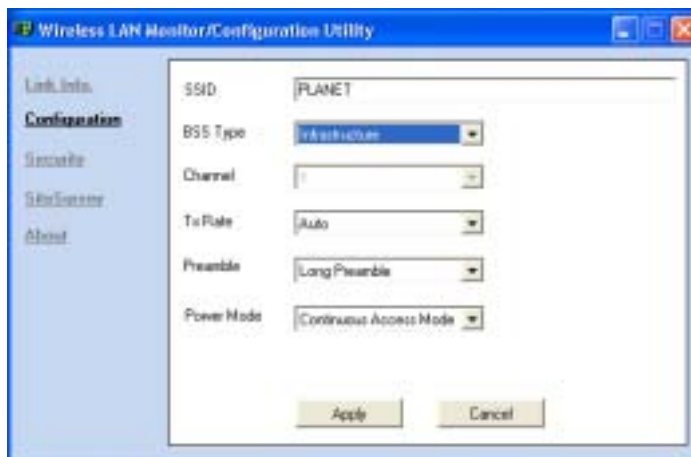 Wireless LAN Monitor/Configuration Utility
Link Info.
Configuration
Security
SiteSurvey
About
SSID PLANET
BSS Type Infrastructure
Channel
Tx Rate Auto
Preamble Long Preamble
Power Mode Continuous Access Mode
Apply Cancel